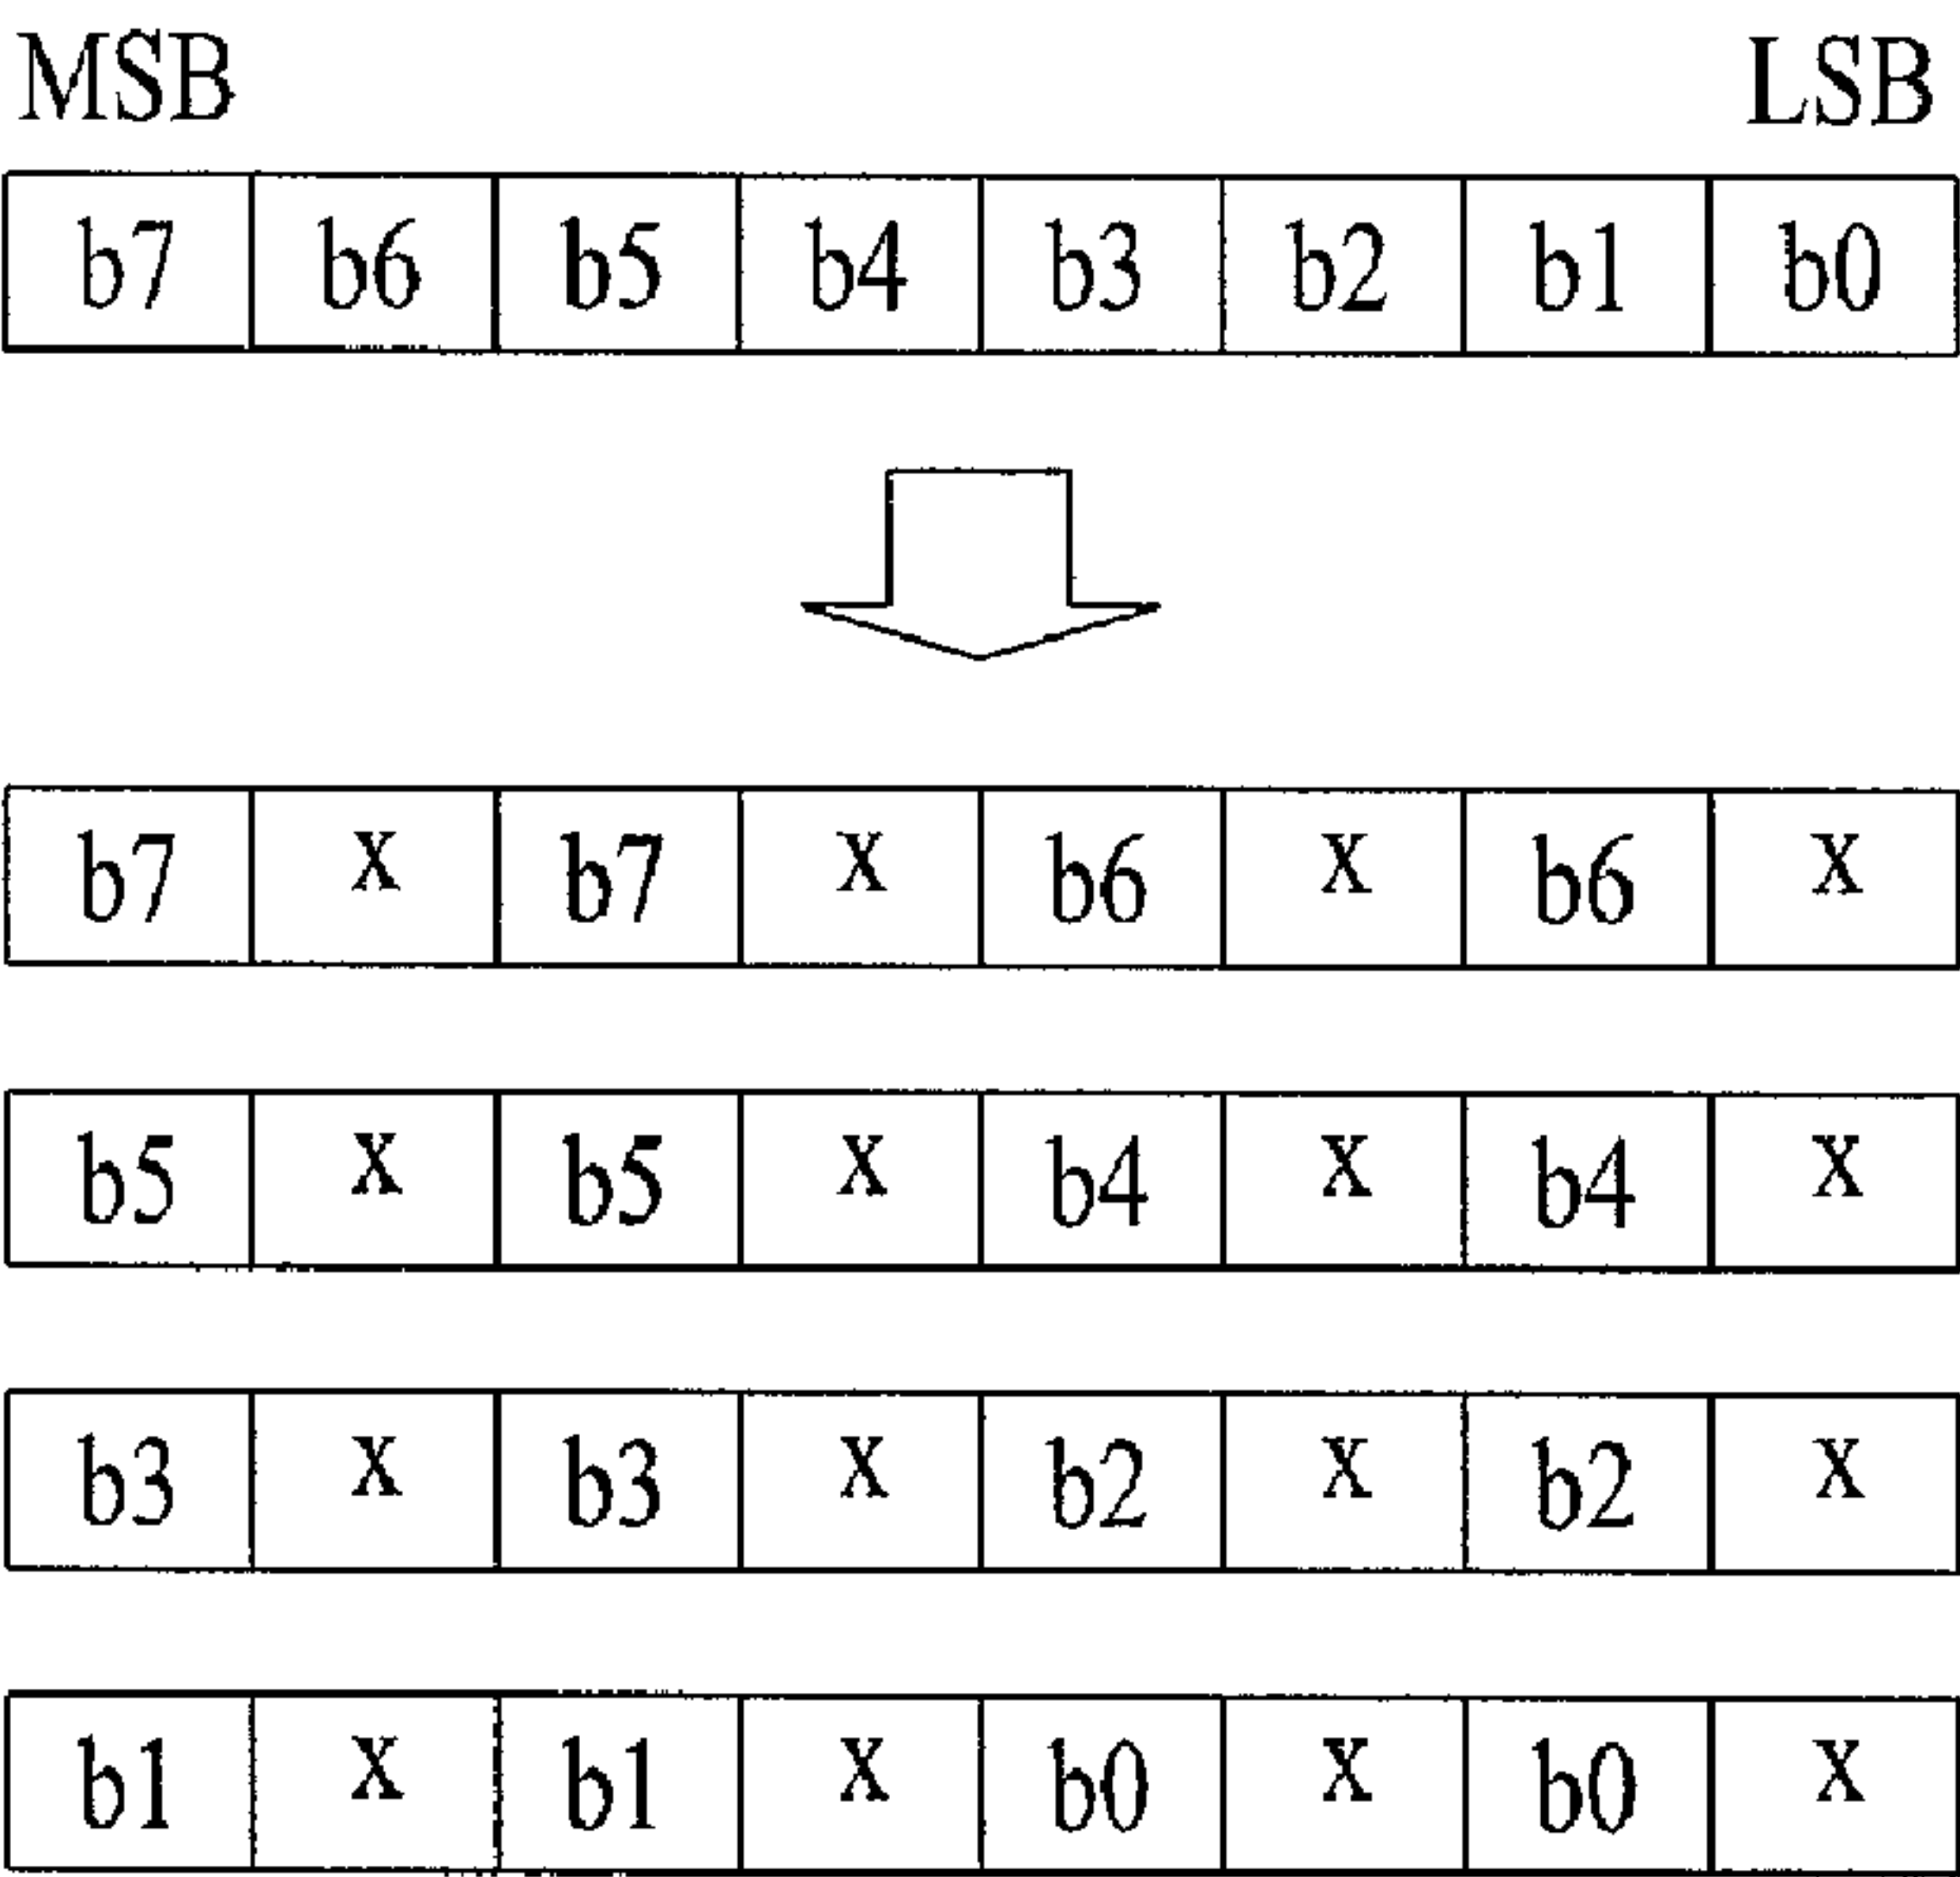 MSB LSB
b7 b6 b5 b4 b3 b2 b1 b0
b7 x b7 x b6 x b6 x
b5 x b5 x b4 x b4 x
b3 x b3 x b2 x b2 x
b1 x b1 x b0 x b0 x